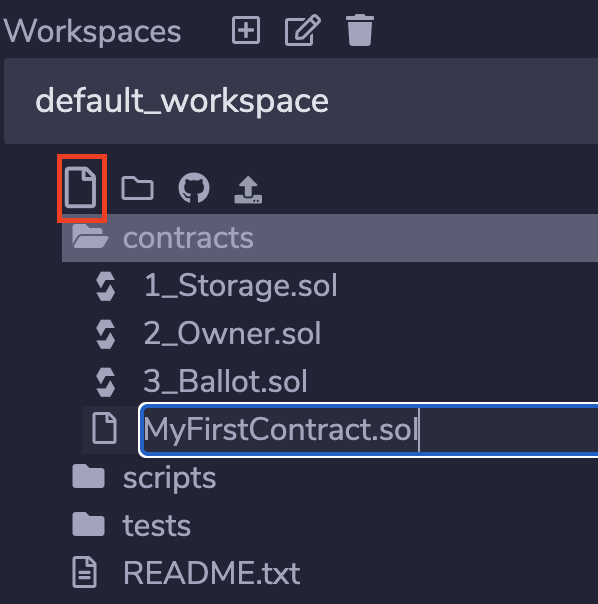 Workspaces
default_workspace
contracts
1_Storage.sol
2_Owner.sol
3_Ballot.sol
MyFirstContract.sol
scripts
tests
README.txt